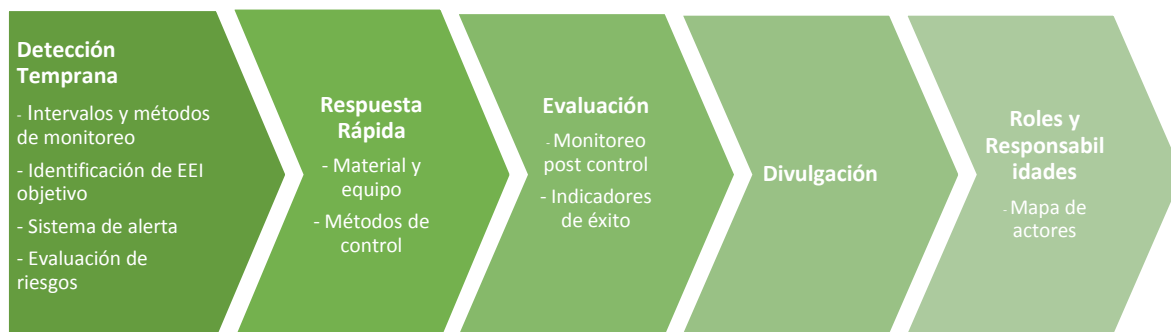 Detección
Temprana
- Intervalos y métodos
de monitoreo
- Identificación de EEI
objetivo
- Sistema de alerta
- Evaluación de
riesgos
Respuesta
Rápida
- Material y
equipo
- Métodos de
control
Evaluación
- Monitoreo
post control
- Indicadores
de éxito
Divulgación
Roles y
Responsabil
idades
- Mapa de
actores